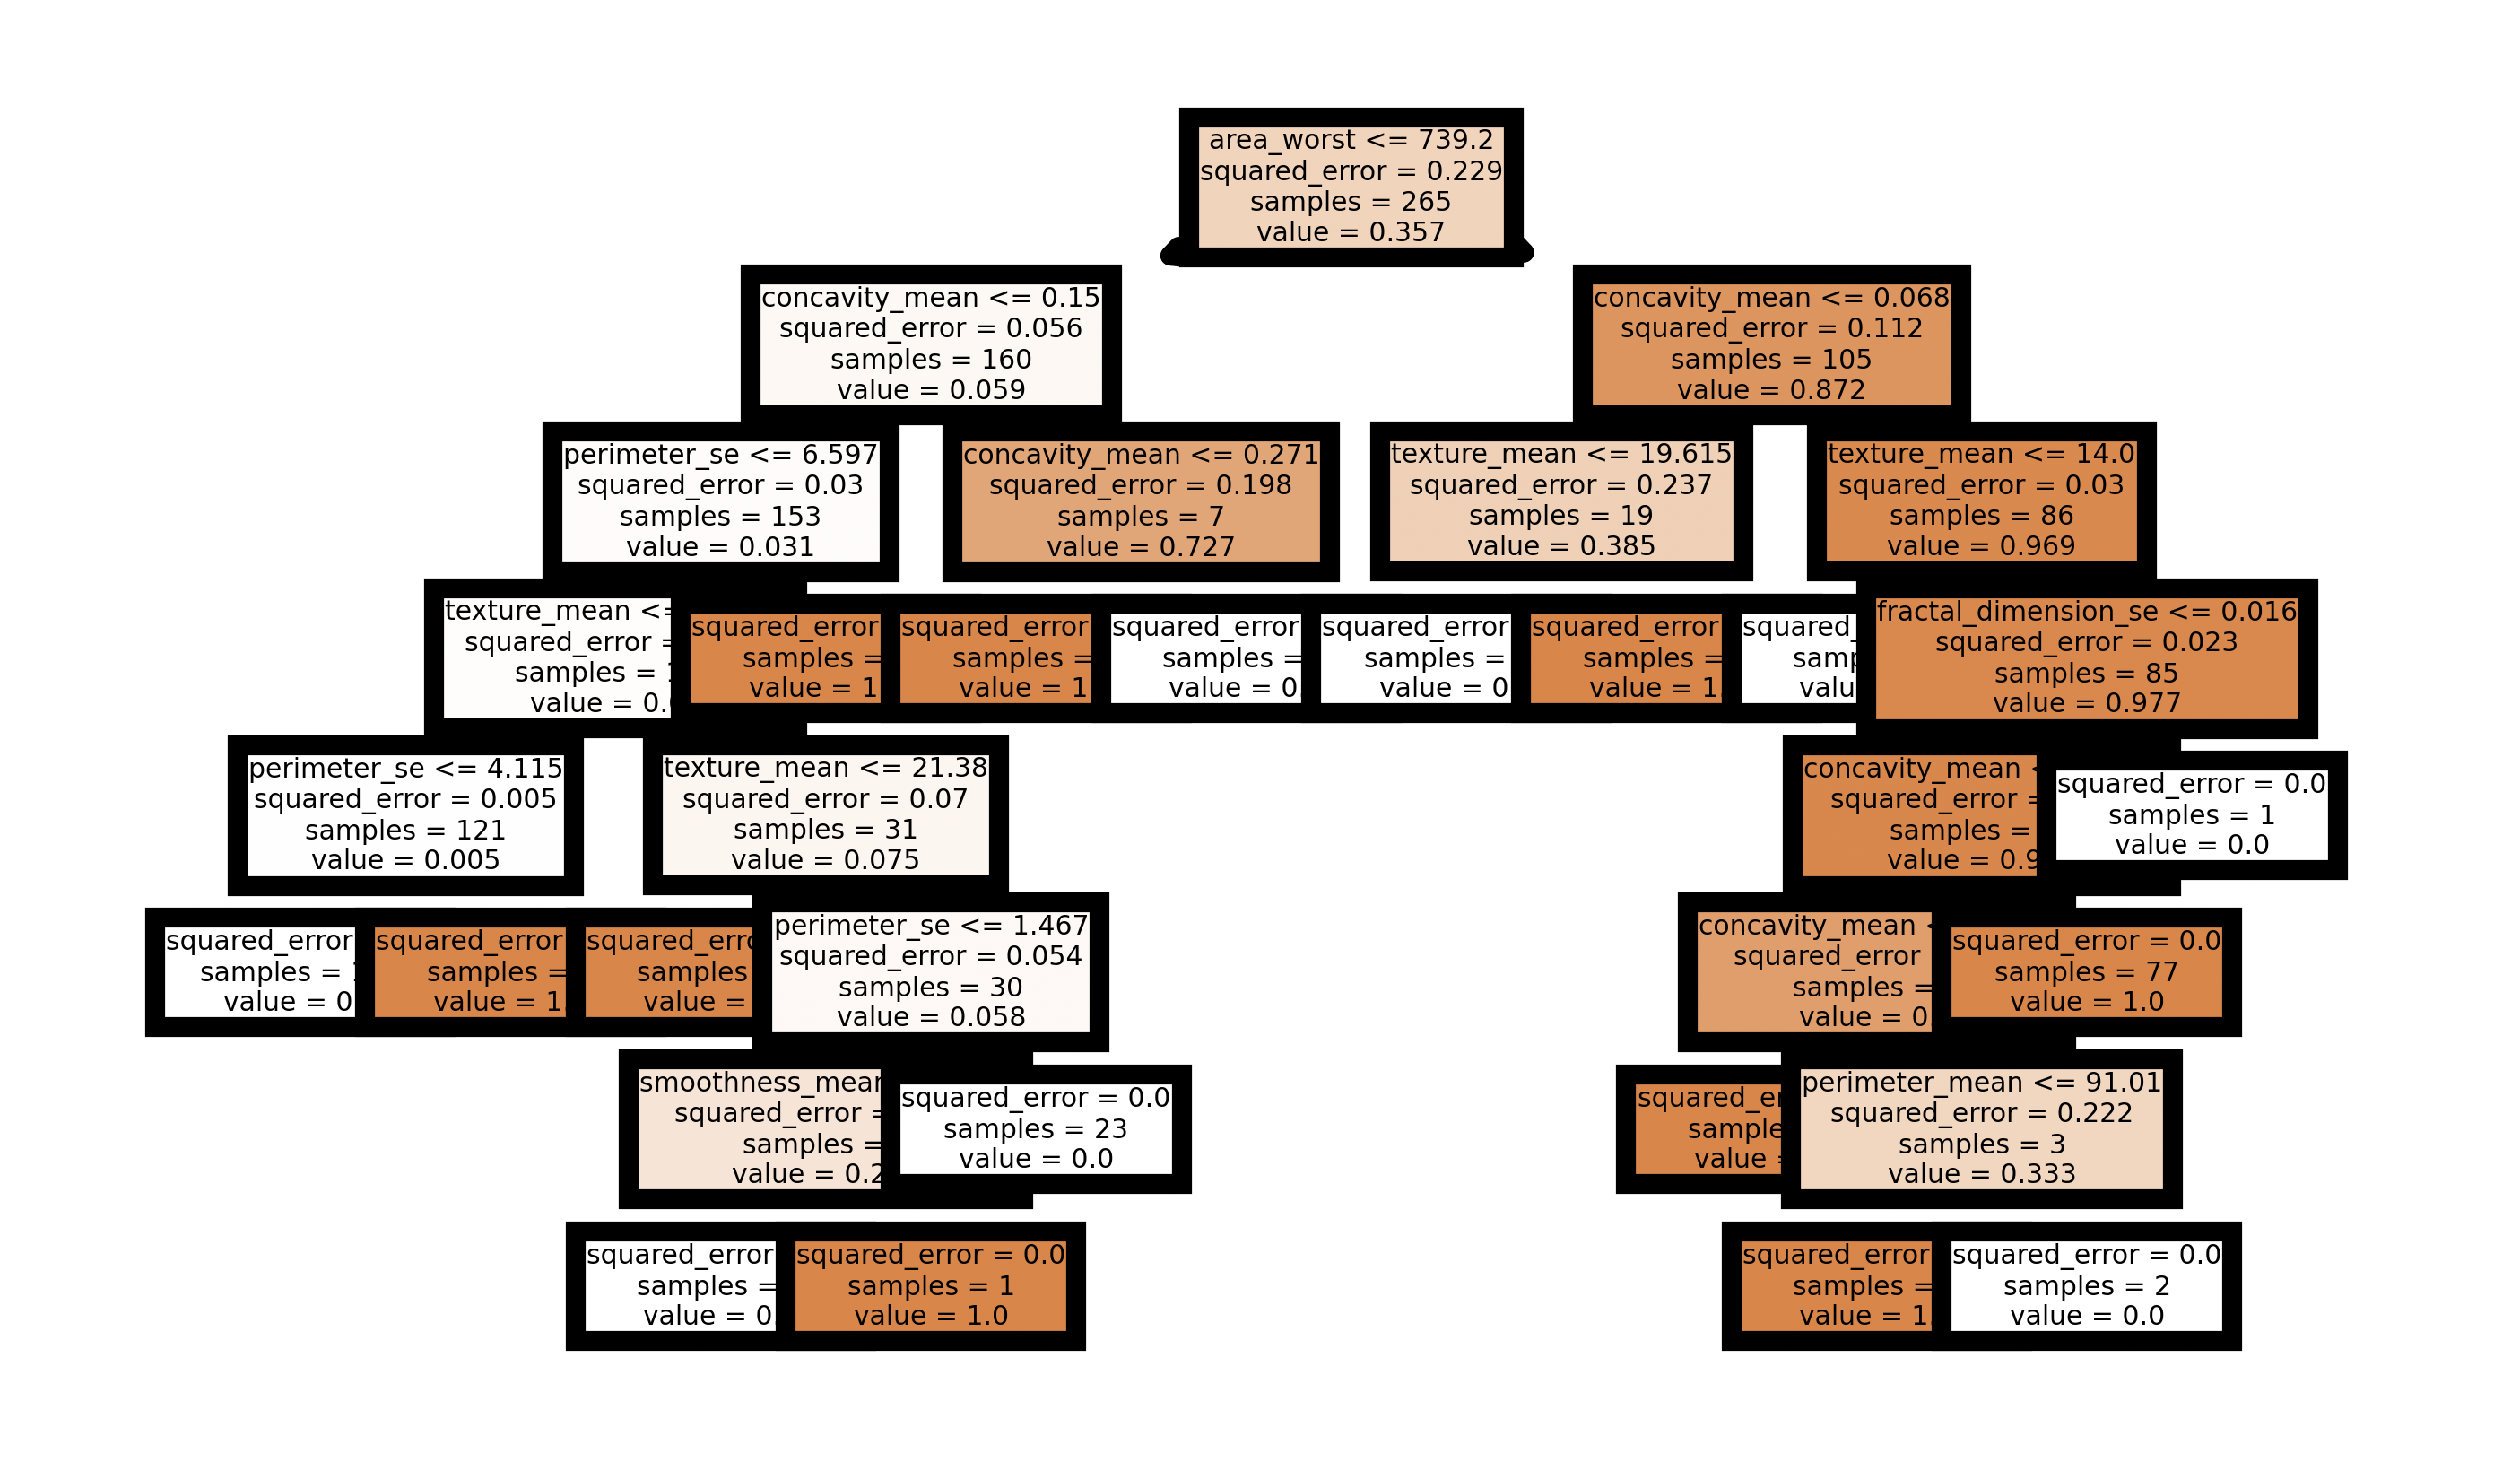 area_worst <= 739.2
squared_error = 0.229
samples = 265
value = 0.357
concavity_mean <= 0.15
squared_error = 0.056
samples = 160
value = 0.059
concavity_mean <= 0.068
squared_error = 0.112
samples = 105
value = 0.872
perimeter_se <= 6.597
squared_error = 0.03
samples = 153
value = 0.031
concavity_mean <= 0.271
squared_error = 0.198
samples = 7
value = 0.727
texture_mean <= 19.615
squared_error = 0.237
samples = 19
value = 0.385
texture_mean <= 14.0
squared_error = 0.03
samples = 86
value = 0.969
texture_mean <=
squared_error =
samples =
value =
squared_error
samples =
value = 1
squared_error
samples =
value = 1.
squared_error
samples =
value = 0.
squared_error
samples =
value = 0
squared_error
samples =
value = 1.
fractal_dimension_se <= 0.016
squared_error = 0.023
samples = 85
value = 0.977
perimeter_se <= 4.115
squared_error = 0.005
samples = 121
value = 0.005
texture_mean <= 21.38
squared_error = 0.07
samples = 31
value = 0.075
concavity_mean
squared_error =
samples =
value = 0.9
squared_error = 0.0
samples = 1
value = 0.0
squared_error
samples =
value = 0
squared_error
samples =
value = 1.
squared_error
samples
value =
perimeter_se <= 1.467
squared_error = 0.054
samples = 30
value = 0.058
concavity_mean
squared_error
samples =
value = 0
squared_error = 0.0
samples = 77
value = 1.0
smoothness_mean
squared_error =
samples =
value = 0.2
squared_error = 0.0
samples = 23
value = 0.0
value
perimeter_mean <= 91.01
squared_error = 0.222
samples = 3
value = 0.333
squared_error
samples =
value = 0.
squared_error = 0.0
samples = 1
value = 1.0
squared_error
samples =
value = 1
squared_error = 0.0
samples = 2
value = 0.0